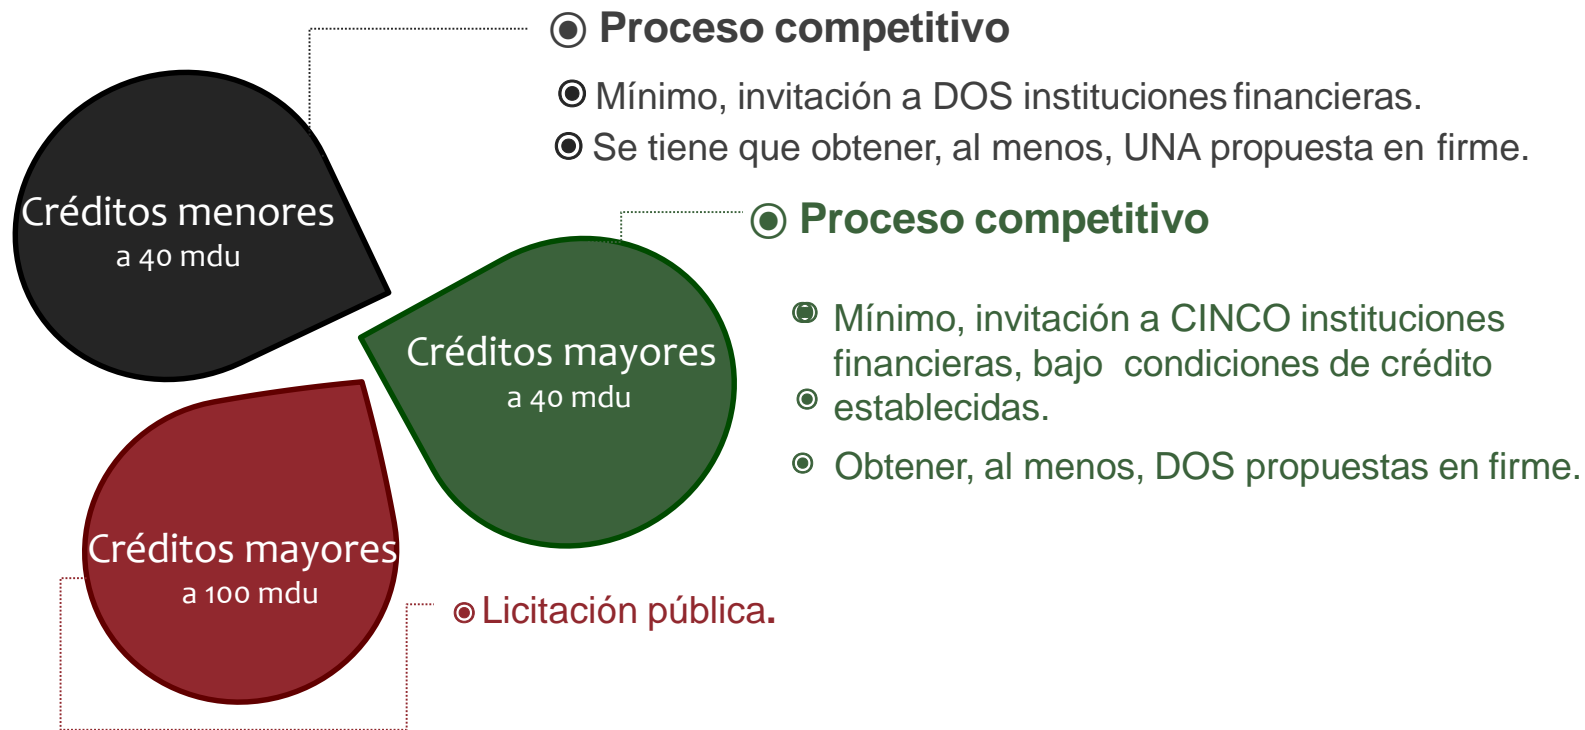 Proceso competitivo
Mínimo, invitación a DOS instituciones financieras.
Se tiene que obtener, al menos, UNA propuesta en firme.
Créditos menores
a 40 mdu
Proceso competitivo
Mínimo, invitación a CINCO instituciones
financieras, bajo condiciones de crédito
establecidas.
Obtener, al menos, DOS propuestas en firme.
Créditos mayores
a 40 mdu
Créditos mayores
a 100 mdu
Licitación pública.